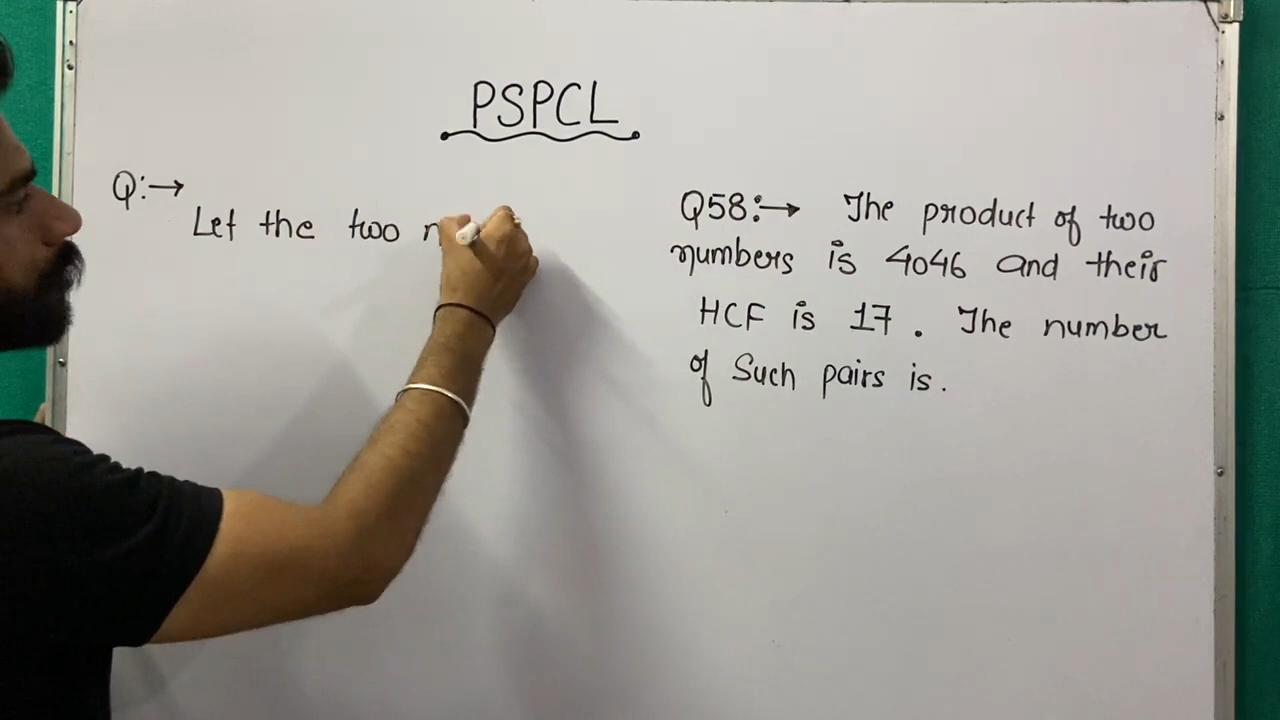 PSPCL
Q:→
Let the two n
Q58:→ The product of two
numbers is 4046 and their
HCF is 17. The number
of Such pairs is.